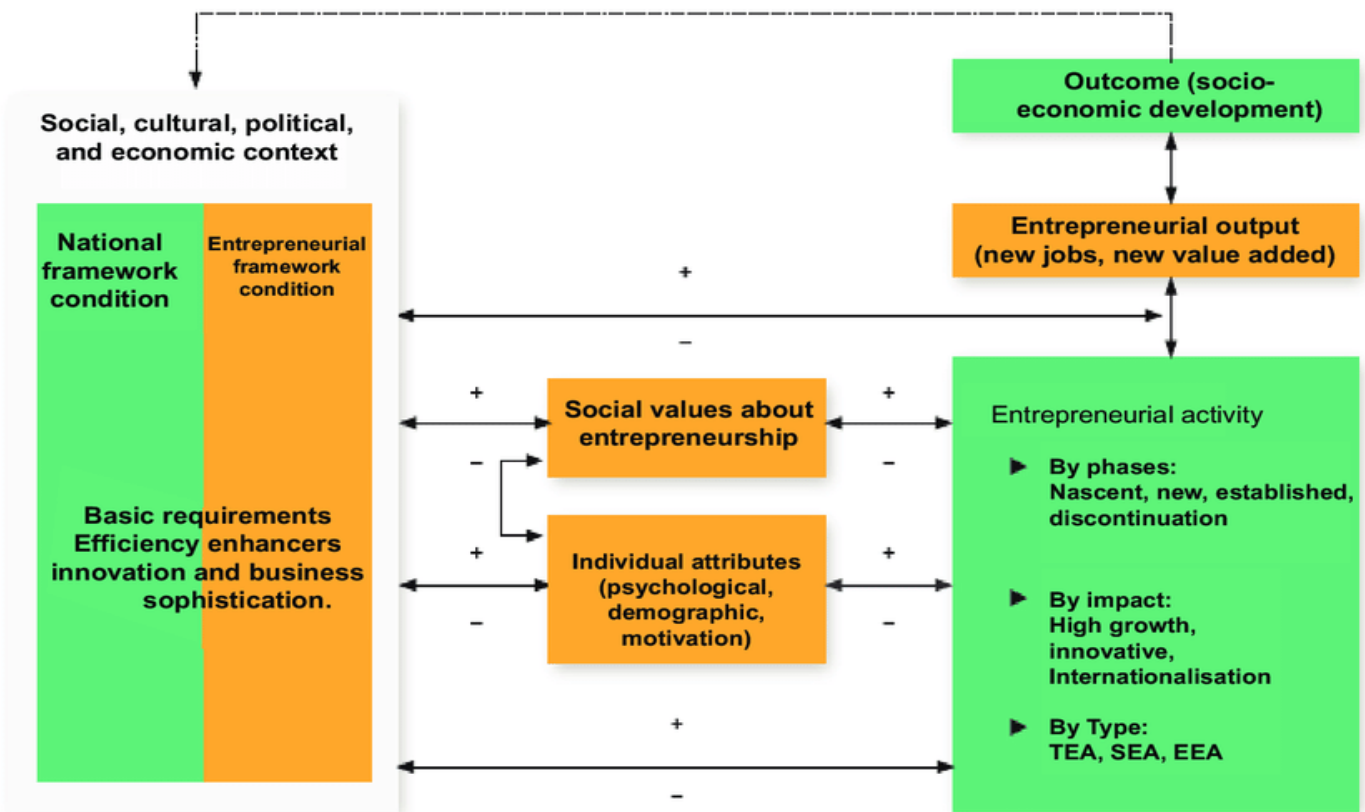 Social, cultural, political,
and economic context
National
framework
condition
Entrepreneurial
framework
condition
Basic requirements
Efficiency enhancers
innovation and business
sophistication.
+
–
+
–
Social values about
entrepreneurship
+
–
+
–
Individual attributes
(psychological,
demographic,
motivation)
+
–
+
–
Outcome (socio-
economic development)
Entrepreneurial output
(new jobs, new value added)
Entrepreneurial activity
By phases:
Nascent, new, established,
discontinuation
By impact:
High growth,
innovative,
Internationalisation
By Type:
TEA, SEA, EEA